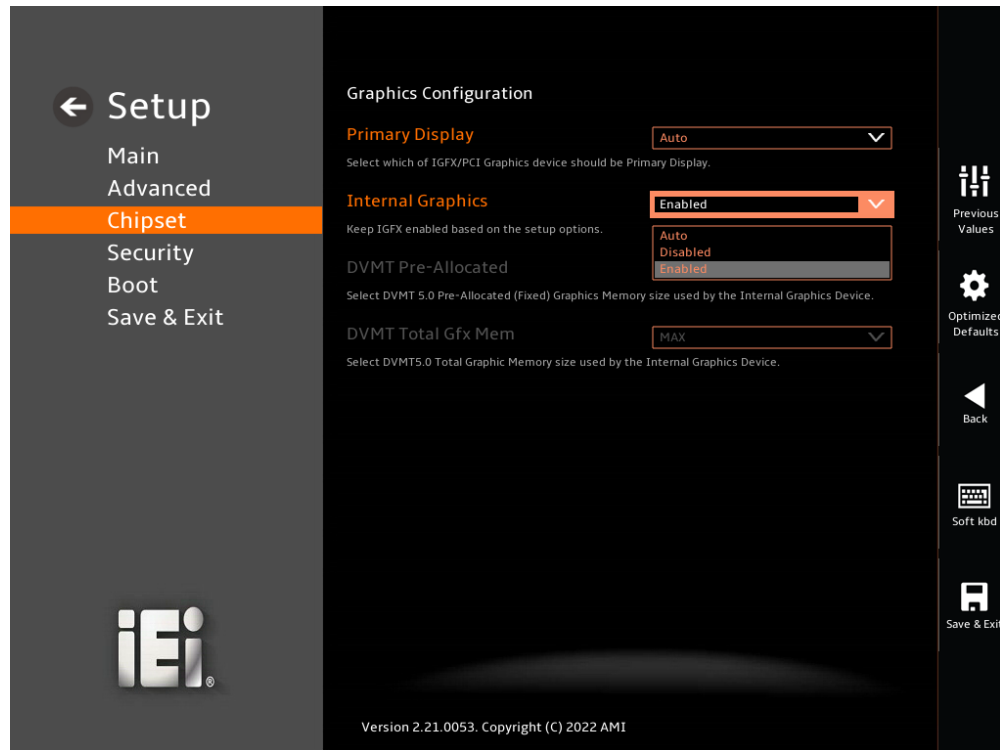 Setup
Main
Advanced
Chipset
Security
Boot
Save & Exit
iEi®
Graphics Configuration
Primary Display
Auto
Select which of IGFX/PCI Graphics device should be Primary Display.
Internal Graphics
Enabled
Keep IGFX enabled based on the setup options.
Auto
Disabled
Enabled
DVMT Pre-Allocated
Select DVMT 5.0 Pre-Allocated (Fixed) Graphics Memory size used by the Internal Graphics Device.
DVMT Total Gfx Mem
MAX
Select DVMT5.0 Total Graphic Memory size used by the Internal Graphics Device.
Version 2.21.0053. Copyright (C) 2022 AMI
Previous
Values
Optimized
Defaults
Back
Soft kbd
Save & Exit